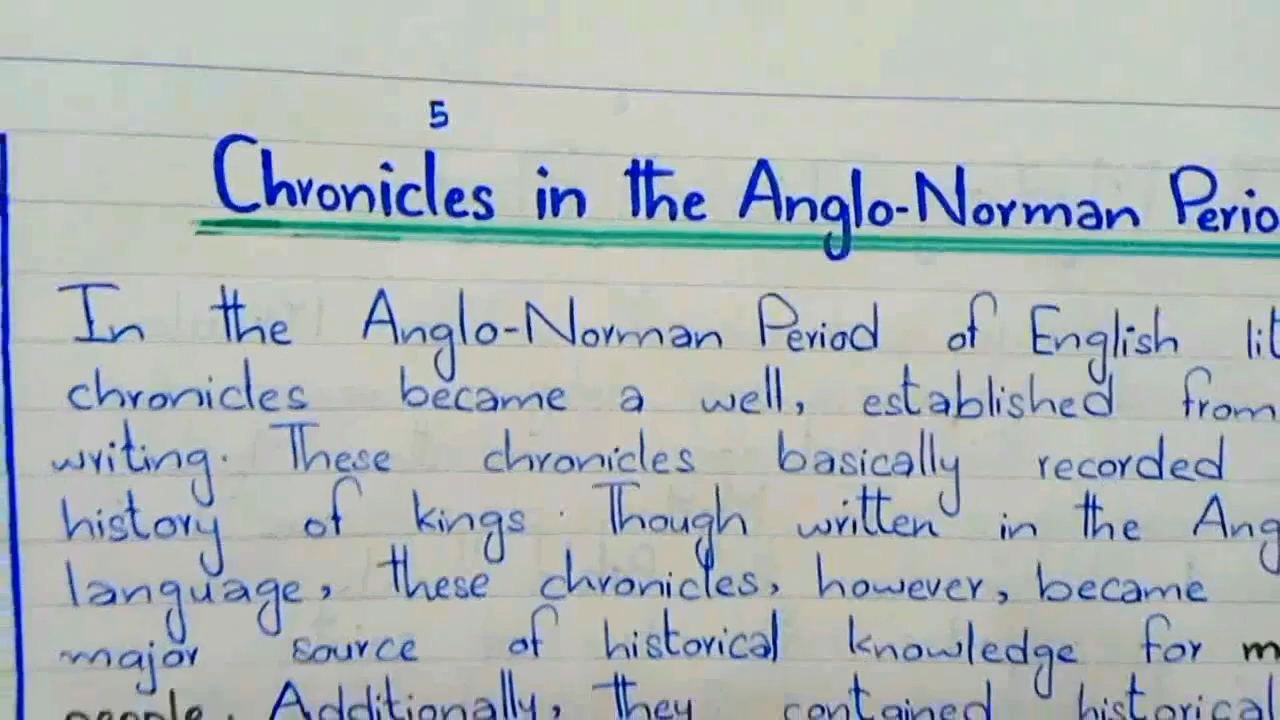 5
Chronicles in the Anglo-Norman Perio
In the Anglo-Norman Period of English lit
chronicles became a well, established from
writing. These chronicles basically recorded
history of kings. Though written in the Ang
language, these chronicles, however, became
major source of historical knowledge for m
people. Additionally, they contained historical